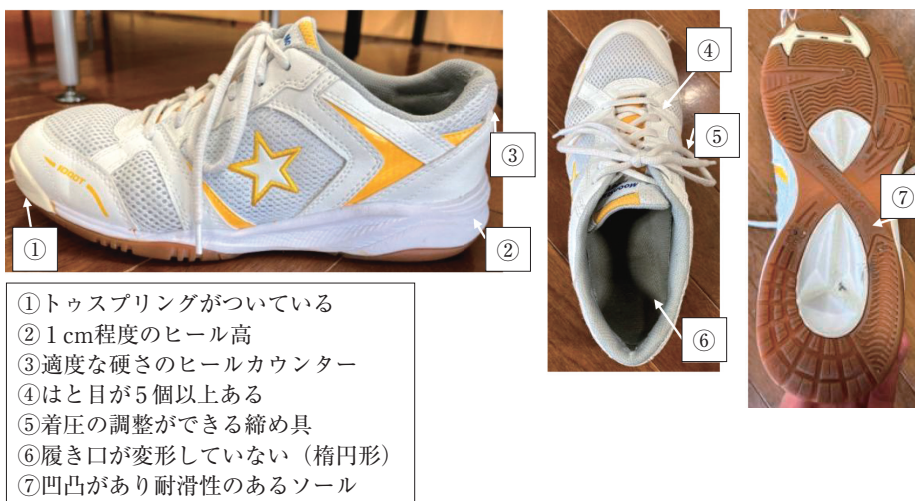 ④
⑤
③
⑦
①
②
⑥
①トゥスプリングがついている
②1cm程度のヒール高
③適度な硬さのヒールカウンター
④はと目が5個以上ある
⑤着圧の調整ができる締め具
⑥履き口が変形していない（楕円形）
⑦凹凸があり耐滑性のあるソール